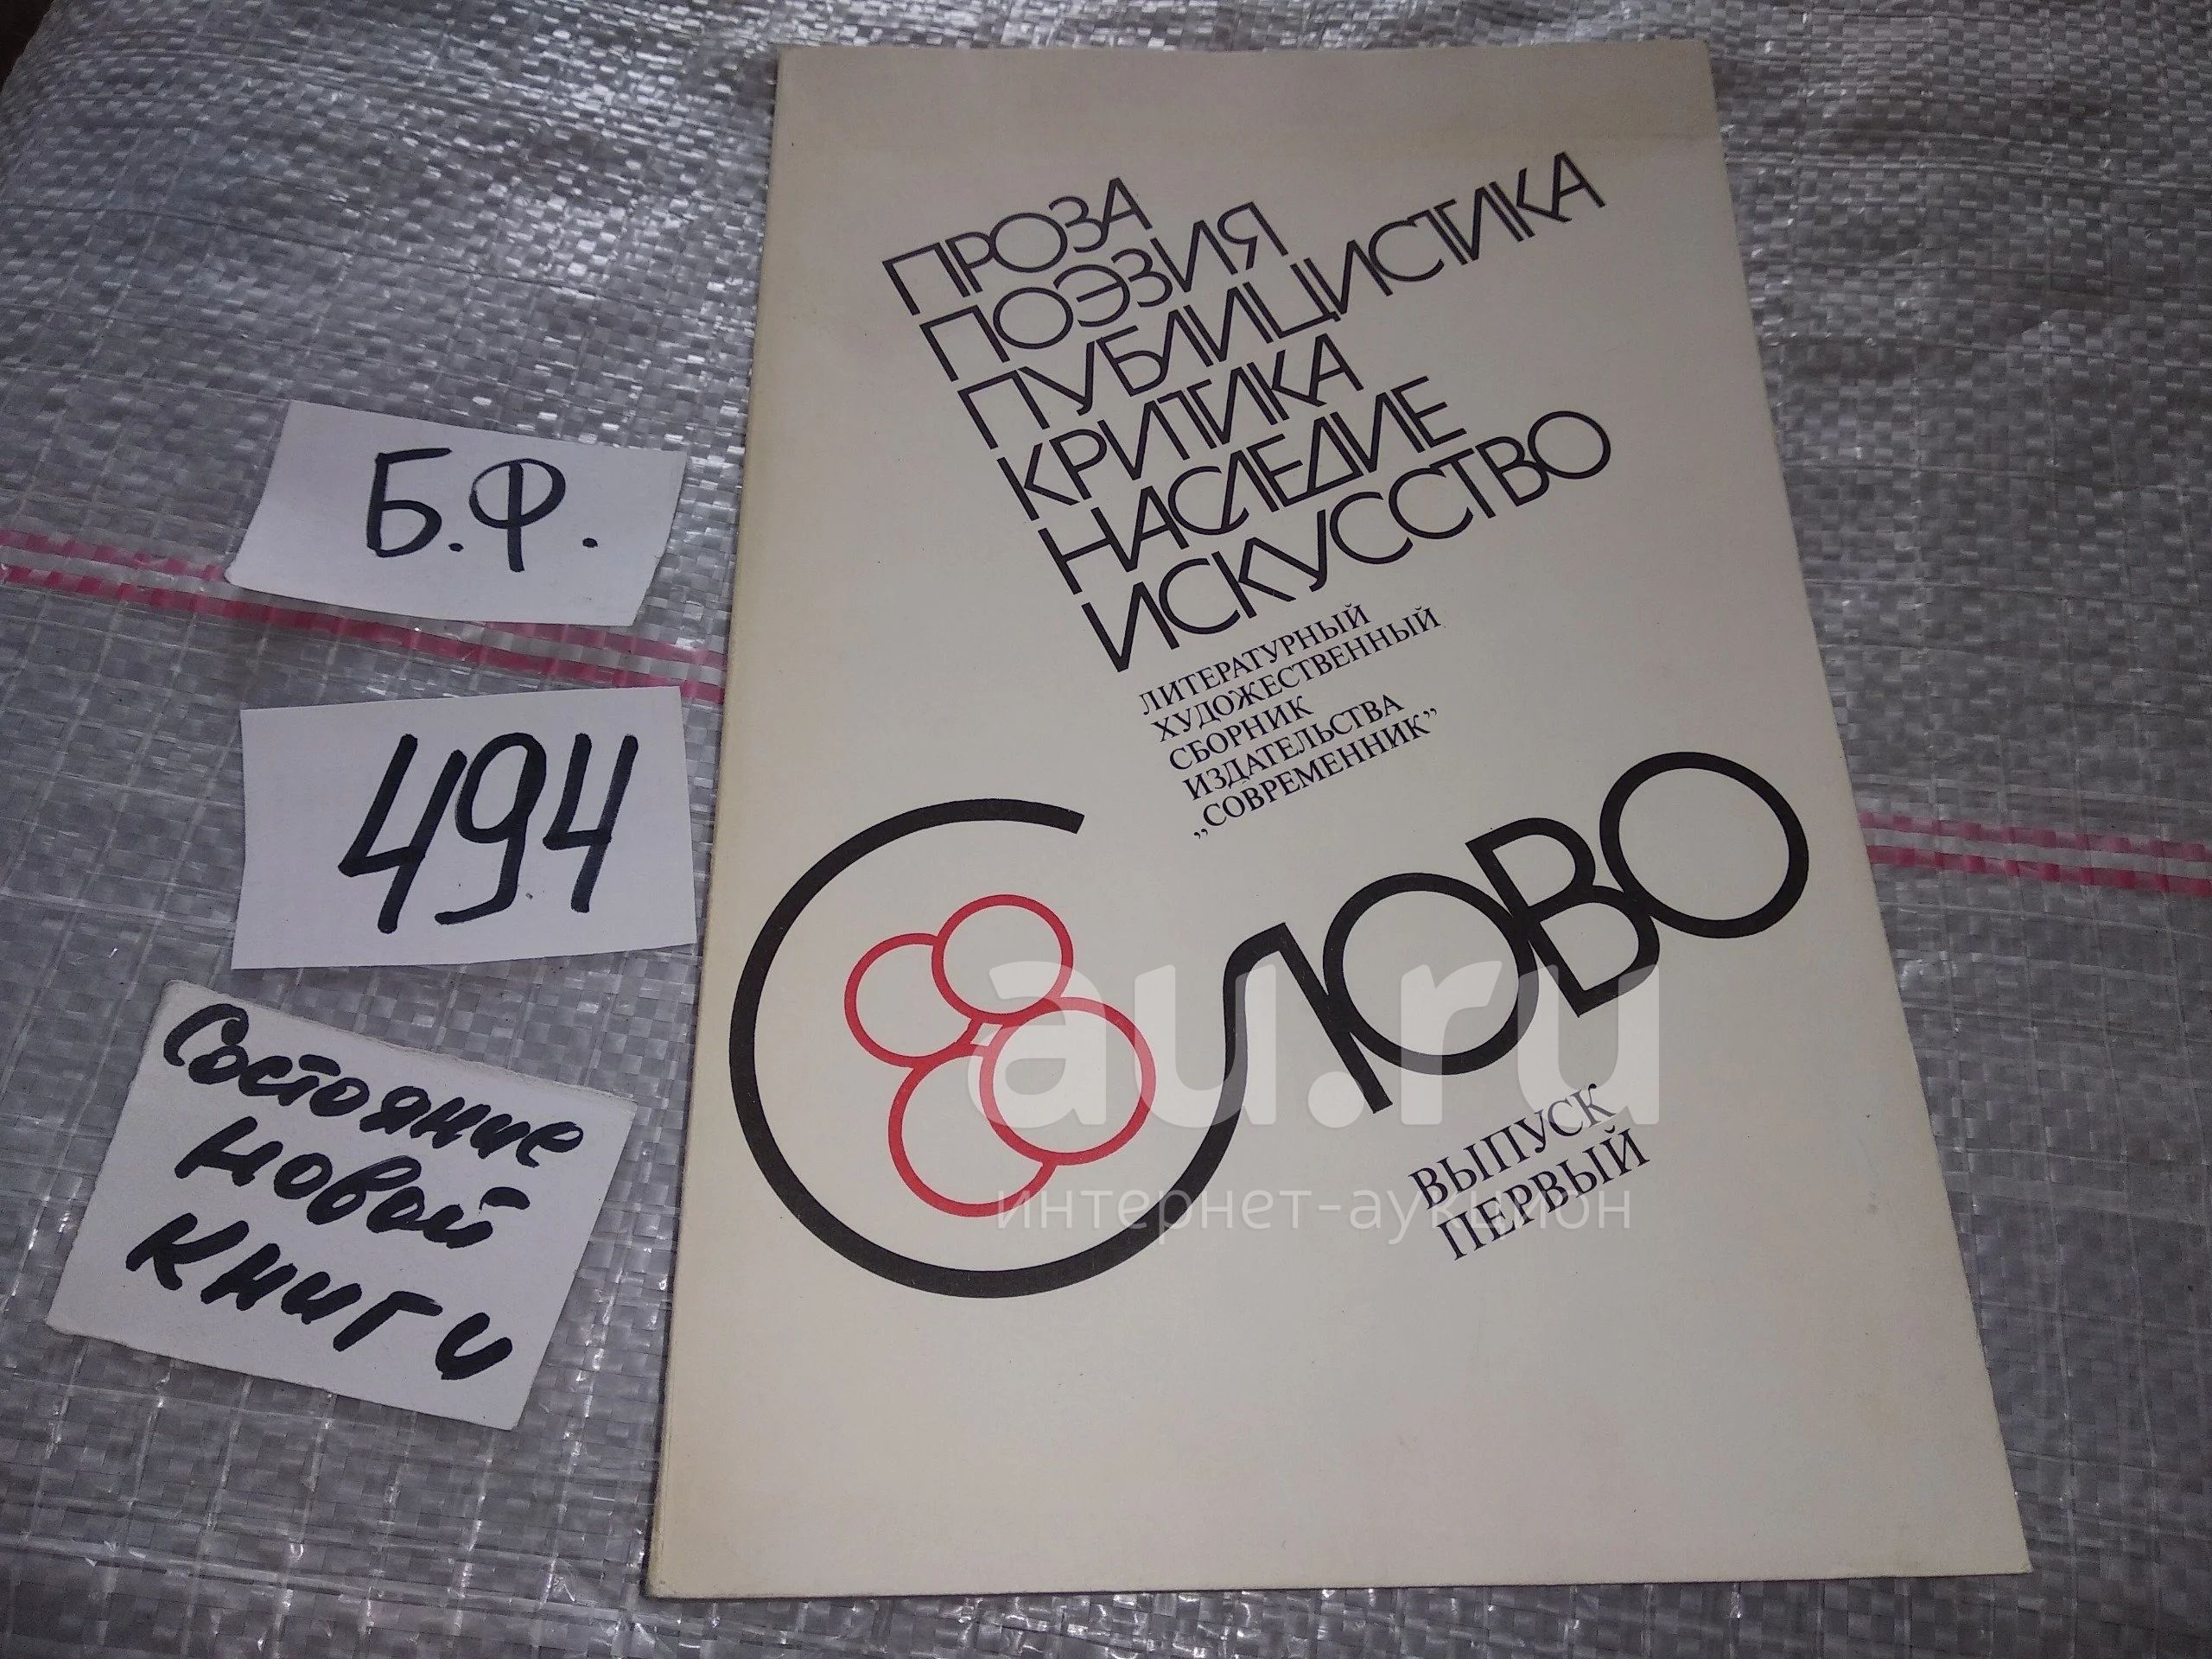 ПРОЗА
ПОЭЗИЯ
ПУБЛИЦИСТИКА
КРИТИКА
НАСЛЕДИЕ
ИСКУССТВО
ЛИТЕРАТУРНЫЙ
ХУДОЖЕСТВЕННЫЙ
СБОРНИК
ИЗДАТЕЛЬСТВА
„СОВРЕМЕННИК”
СЛОВО
ВЫПУСК
ПЕРВЫЙ
Б.Ф.
494
Состояние
новой
книги
au.ru
интернет-аукцион